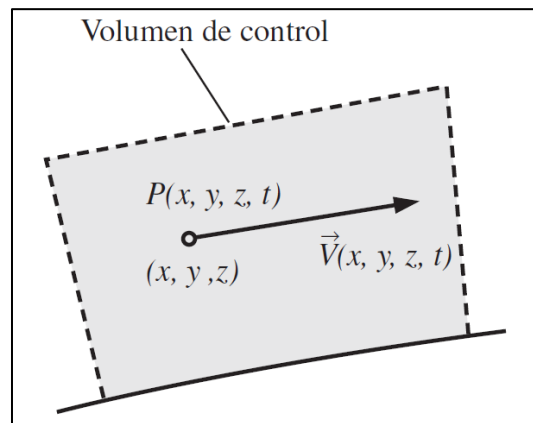 Volumen de control
P(x, y, z, t)
(x, y ,z)
V⃗(x, y, z, t)